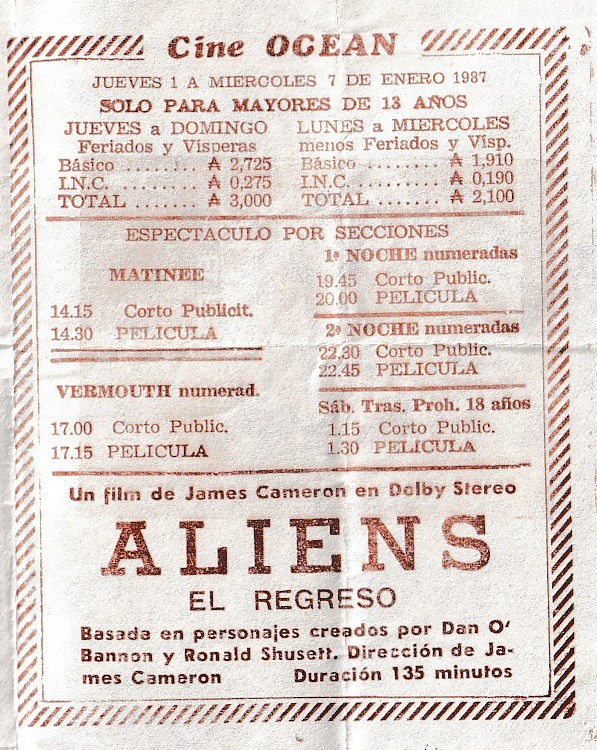 Cine OCEAN
JUEVES 1 A MIERCOLES 7 DE ENERO 1987
SOLO PARA MAYORES DE 13 AÑOS
JUEVES a DOMINGO
Feriados y Vísperas
Básico ........ ₳ 2,725
I.N.C. ......... ₳ 0,275
TOTAL ....... ₳ 3,000
LUNES a MIERCOLES
menos Feriados y Vísp.
Básico ........ ₳ 1,910
I.N.C. ......... ₳ 0,190
TOTAL ....... ₳ 2,100
ESPECTACULO POR SECCIONES
MATINEE
14.15 Corto Publicit.
14.30 PELICULA
VERMOUTH numerad.
17.00 Corto Public.
17.15 PELICULA
1ª NOCHE numeradas
19.45 Corto Public.
20.00 PELICULA
2ª NOCHE numeradas
22.30 Corto Public.
22.45 PELICULA
Sáb. Tras. Proh. 18 años
1.15 Corto Public.
1.30 PELICULA
Un film de James Cameron en Dolby Stereo
ALIENS
EL REGRESO
Basada en personajes creados por Dan O'
Bannon y Ronald Shusett. Dirección de Ja-
mes Cameron Duración 135 minutos